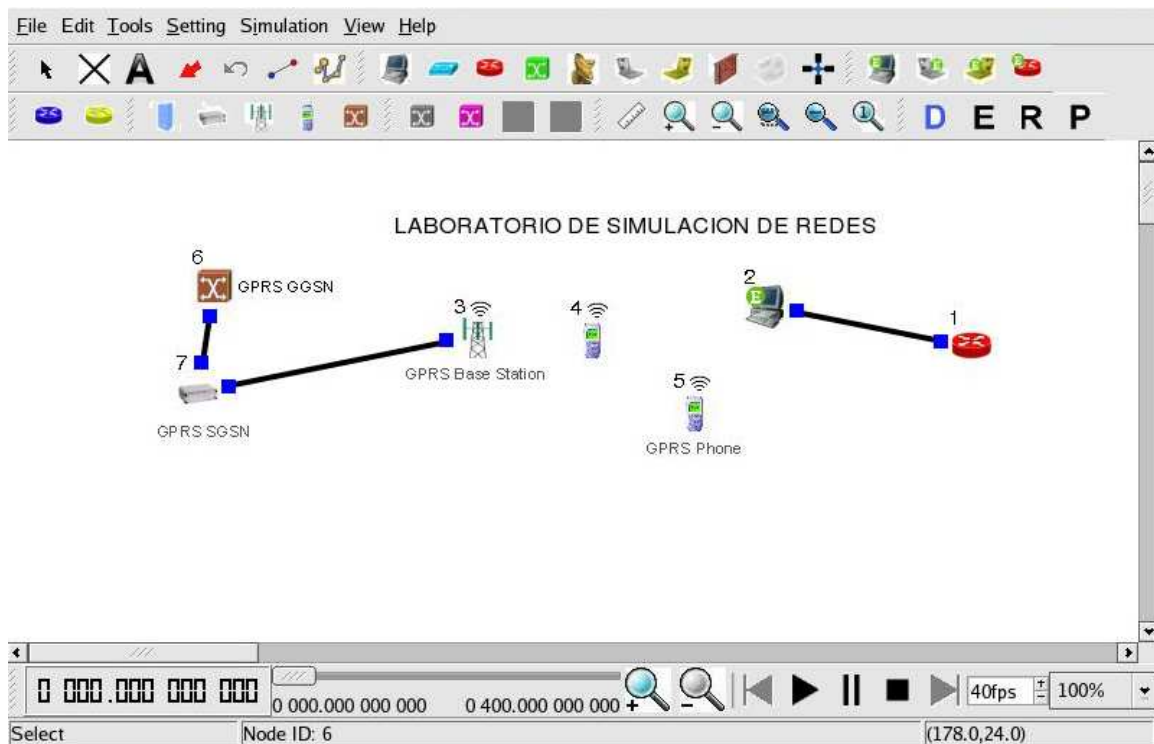 File Edit Tools Setting Simulation View Help
A
D E R P
LABORATORIO DE SIMULACION DE REDES
6
GPRS GGSN
2
E
3
4
1
7
GPRS Base Station
5
GPRS SGSN
GPRS Phone
0 000.000 000 000
0 000.000 000 000
0 400.000 000 000
40fps
100%
Select
Node ID: 6
(178.0,24.0)